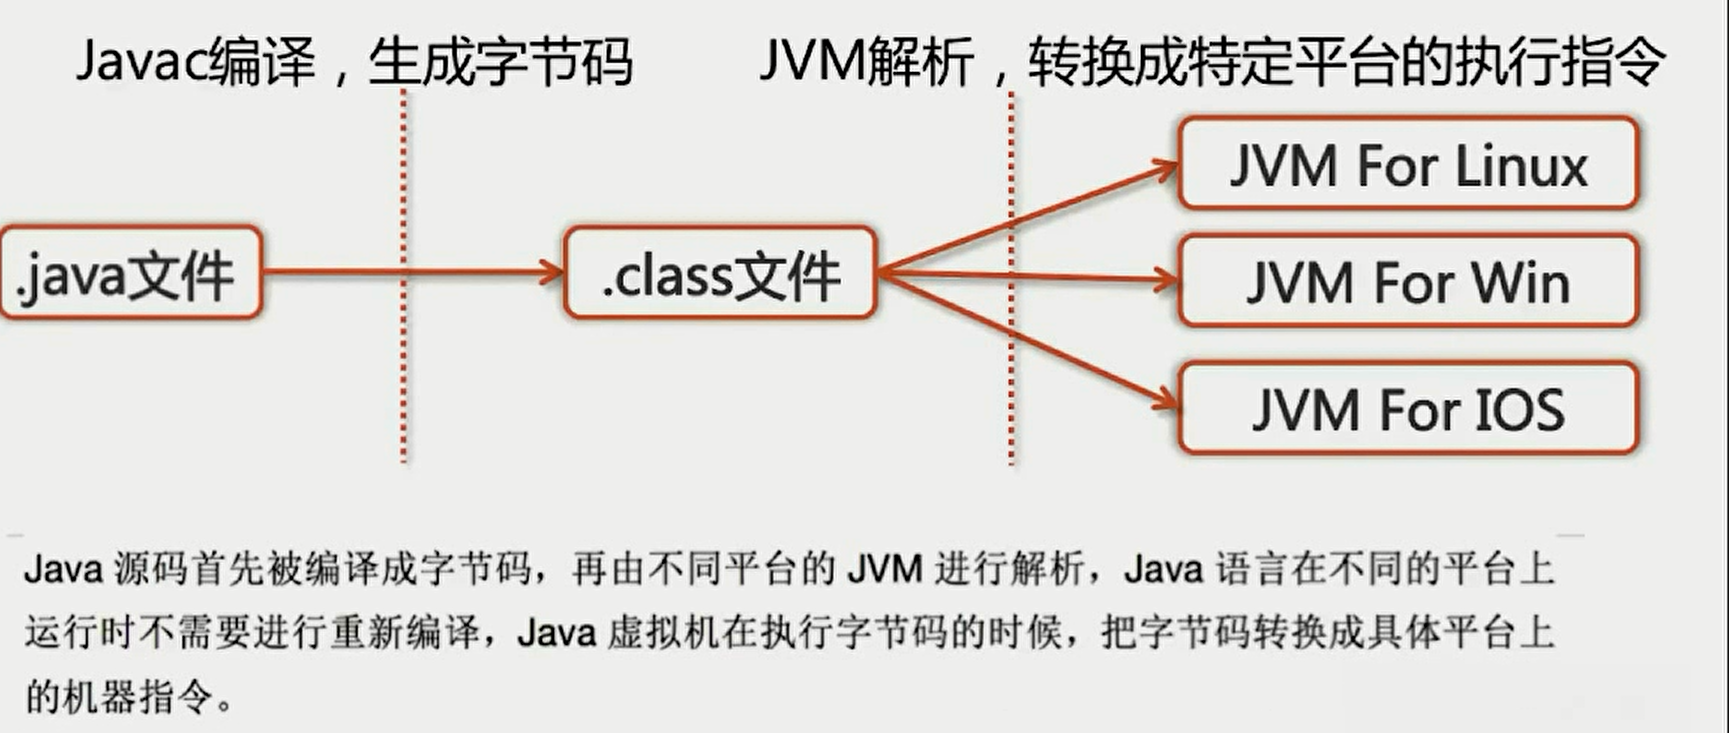 Javac编译，生成字节码
JVM解析，转换成特定平台的执行指令
.java文件
.class文件
JVM For Linux
JVM For Win
JVM For IOS
Java 源码首先被编译成字节码，再由不同平台的 JVM 进行解析，Java 语言在不同的平台上
运行时不需要进行重新编译，Java 虚拟机在执行字节码的时候，把字节码转换成具体平台上
的机器指令。